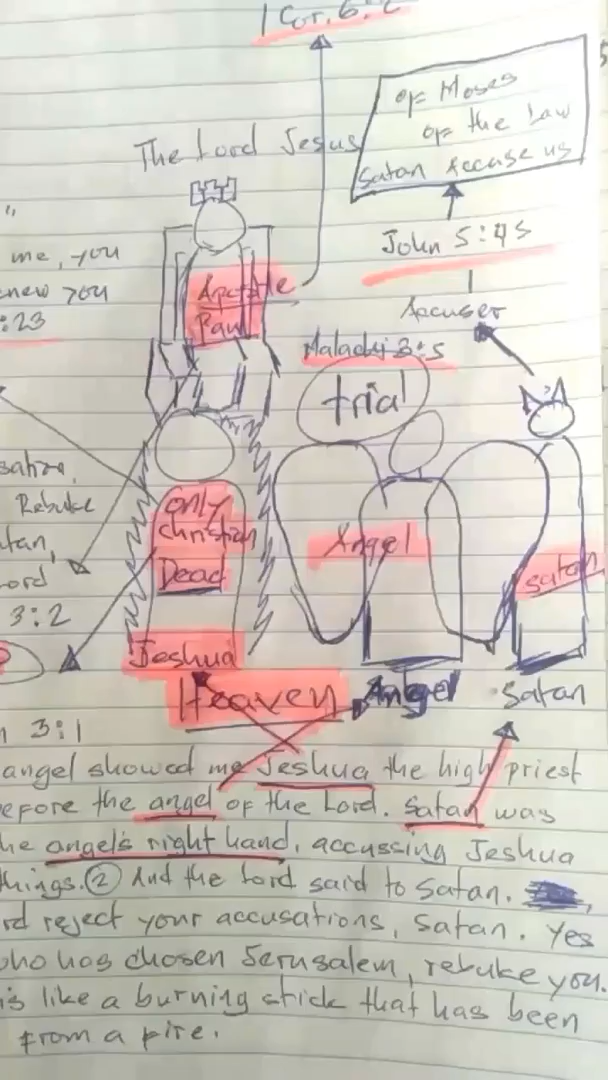 1 Cor. 6:2
of Moses
of the Law
Satan Accuse us
The Lord Jesus
John 5:45
me, you
new you
:23
Apostle
Paul
Accuser
Malachi 3:5
trial
Rebuke
tan,
ord
3:2
only
christian
Dead
Angel
Satan
Jeshua
Heaven
Angel
Satan
3:1
angel showed me Jeshua the high priest
efore the angel of the Lord. Satan was
he angel's right hand, accussing Jeshua
things. ② And the Lord said to Satan.
rd reject your accusations, Satan. Yes
who has chosen Jerusalem, rebuke you.
is like a burning stick that has been
from a fire.